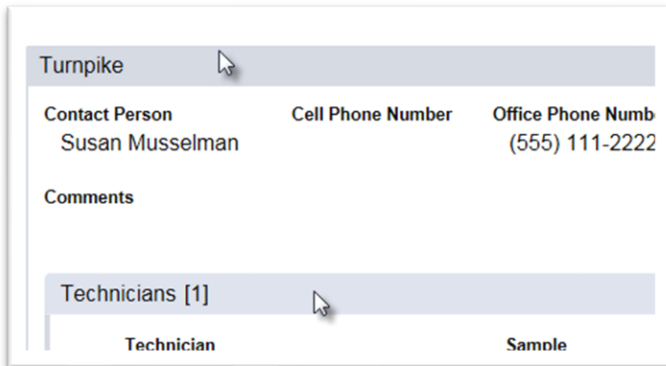 Turnpike
Contact Person Cell Phone Number Office Phone Numb
Susan Musselman (555) 111-2222
Comments
Technicians [1]
Technician Sample